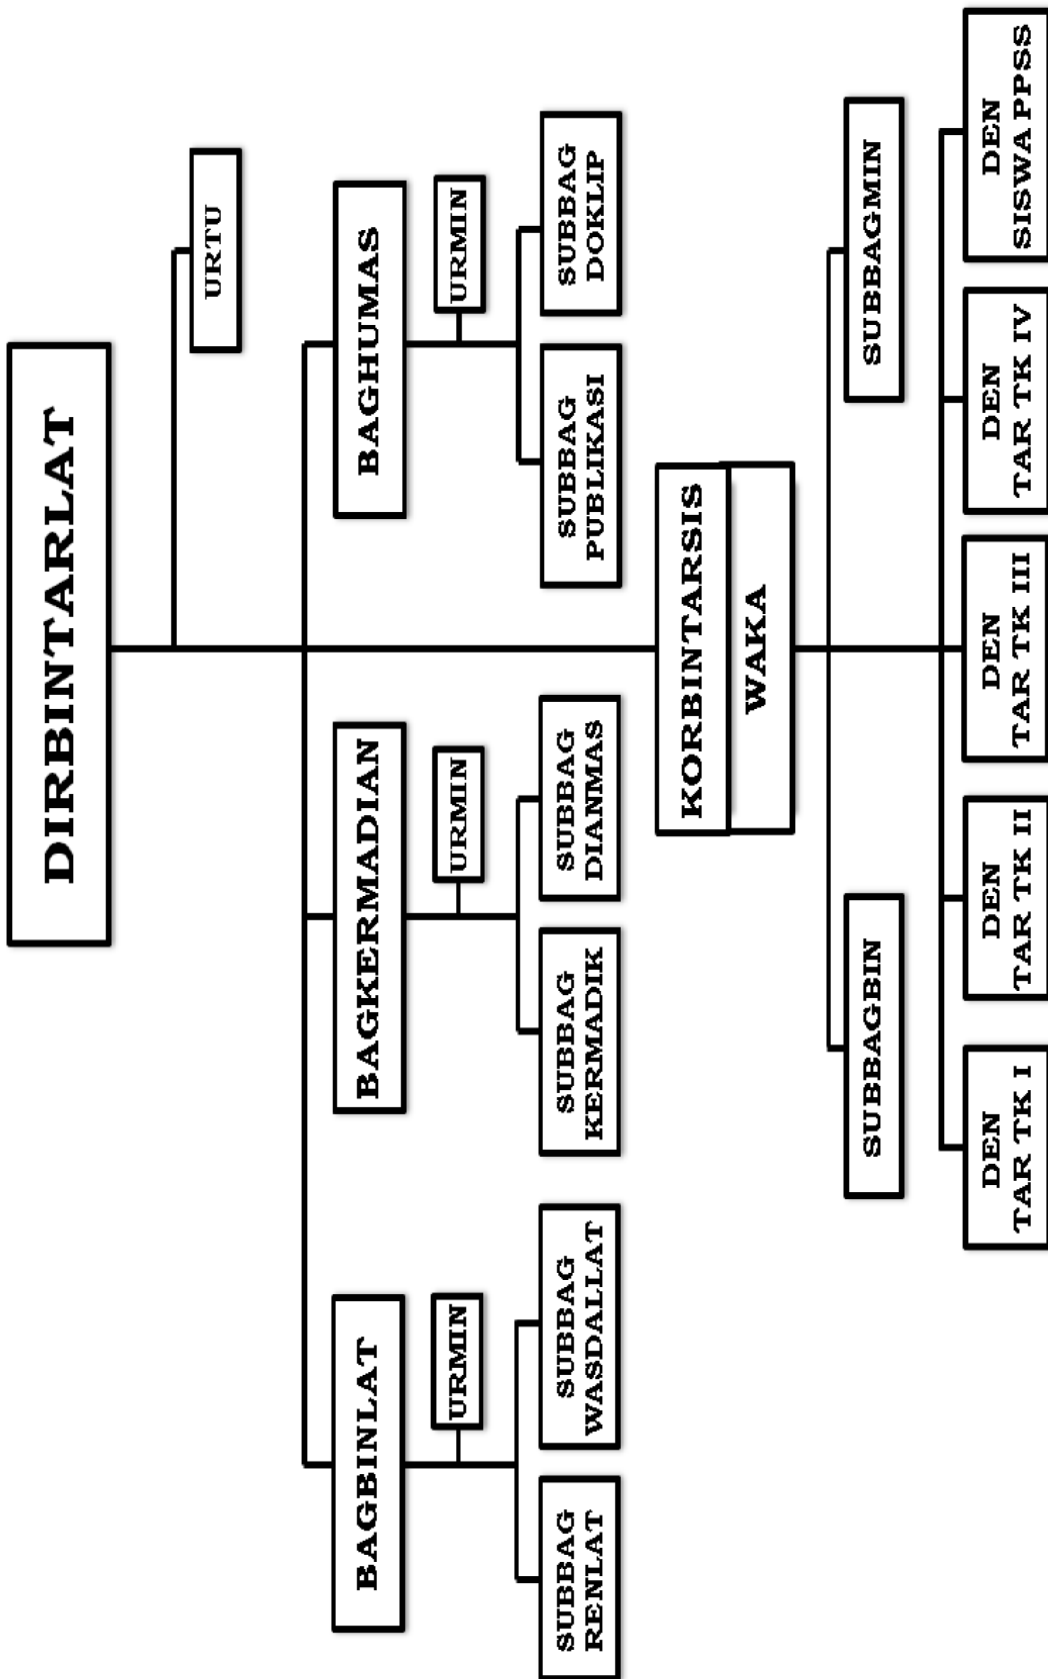 DIRBINTARLAT
URTU
BAGBINLAT
BAGKERMADIAN
BAGHUMAS
URMIN
URMIN
URMIN
SUBBAG
RENLAT
SUBBAG
WASDALLAT
SUBBAG
KERMADIK
SUBBAG
DIANMAS
SUBBAG
PUBLIKASI
SUBBAG
DOKLIP
KORBINTARSIS
WAKA
SUBBAGBIN
SUBBAGMIN
DEN
TAR TK I
DEN
TAR TK II
DEN
TAR TK III
DEN
TAR TK IV
DEN
SISWA PPSS